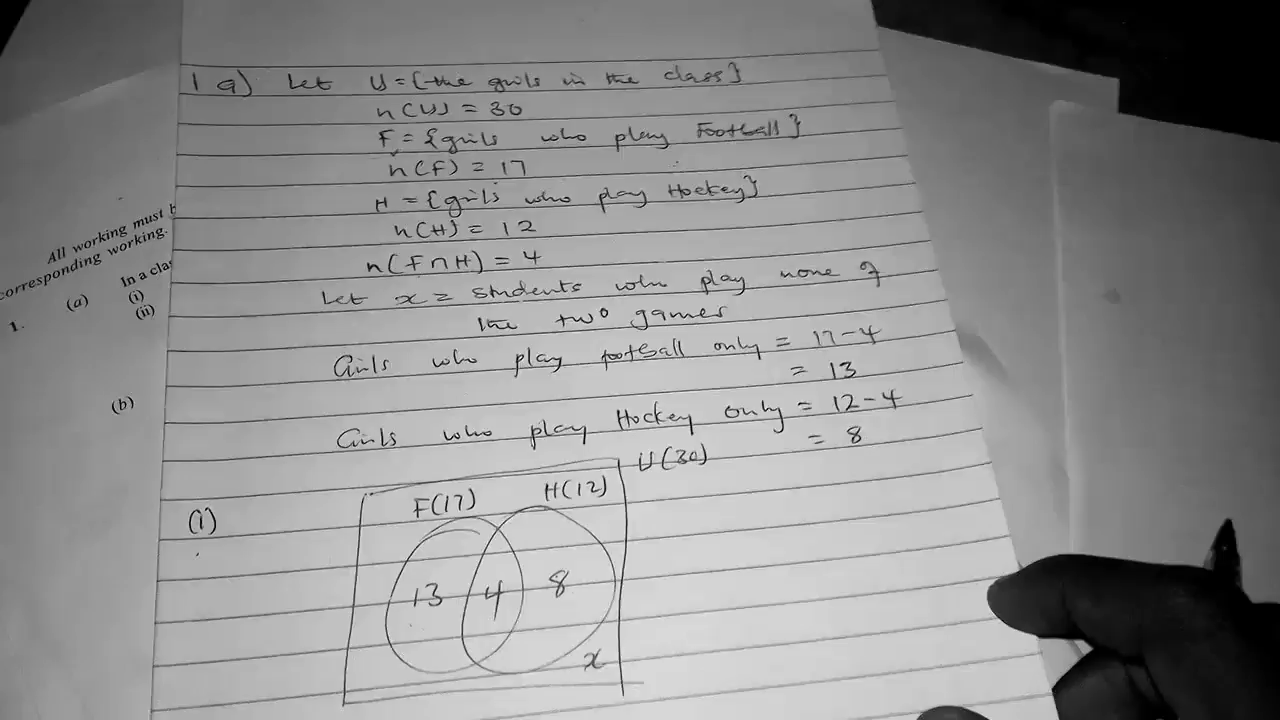 1 a) Let U = {the girls in the class}
n(U) = 30
F = {girls who play Football}
n(F) = 17
H = {girls who play Hockey}
n(H) = 12
n(F∩H) = 4
Let x = students who play none of
the two games
Girls who play football only = 17-4
= 13
Girls who play Hockey only = 12-4
= 8
U(30)
(i)
F(17) H(12)
13 4 8
x
All working must
corresponding working.
1. (a) In a
(i)
(ii)
(b)